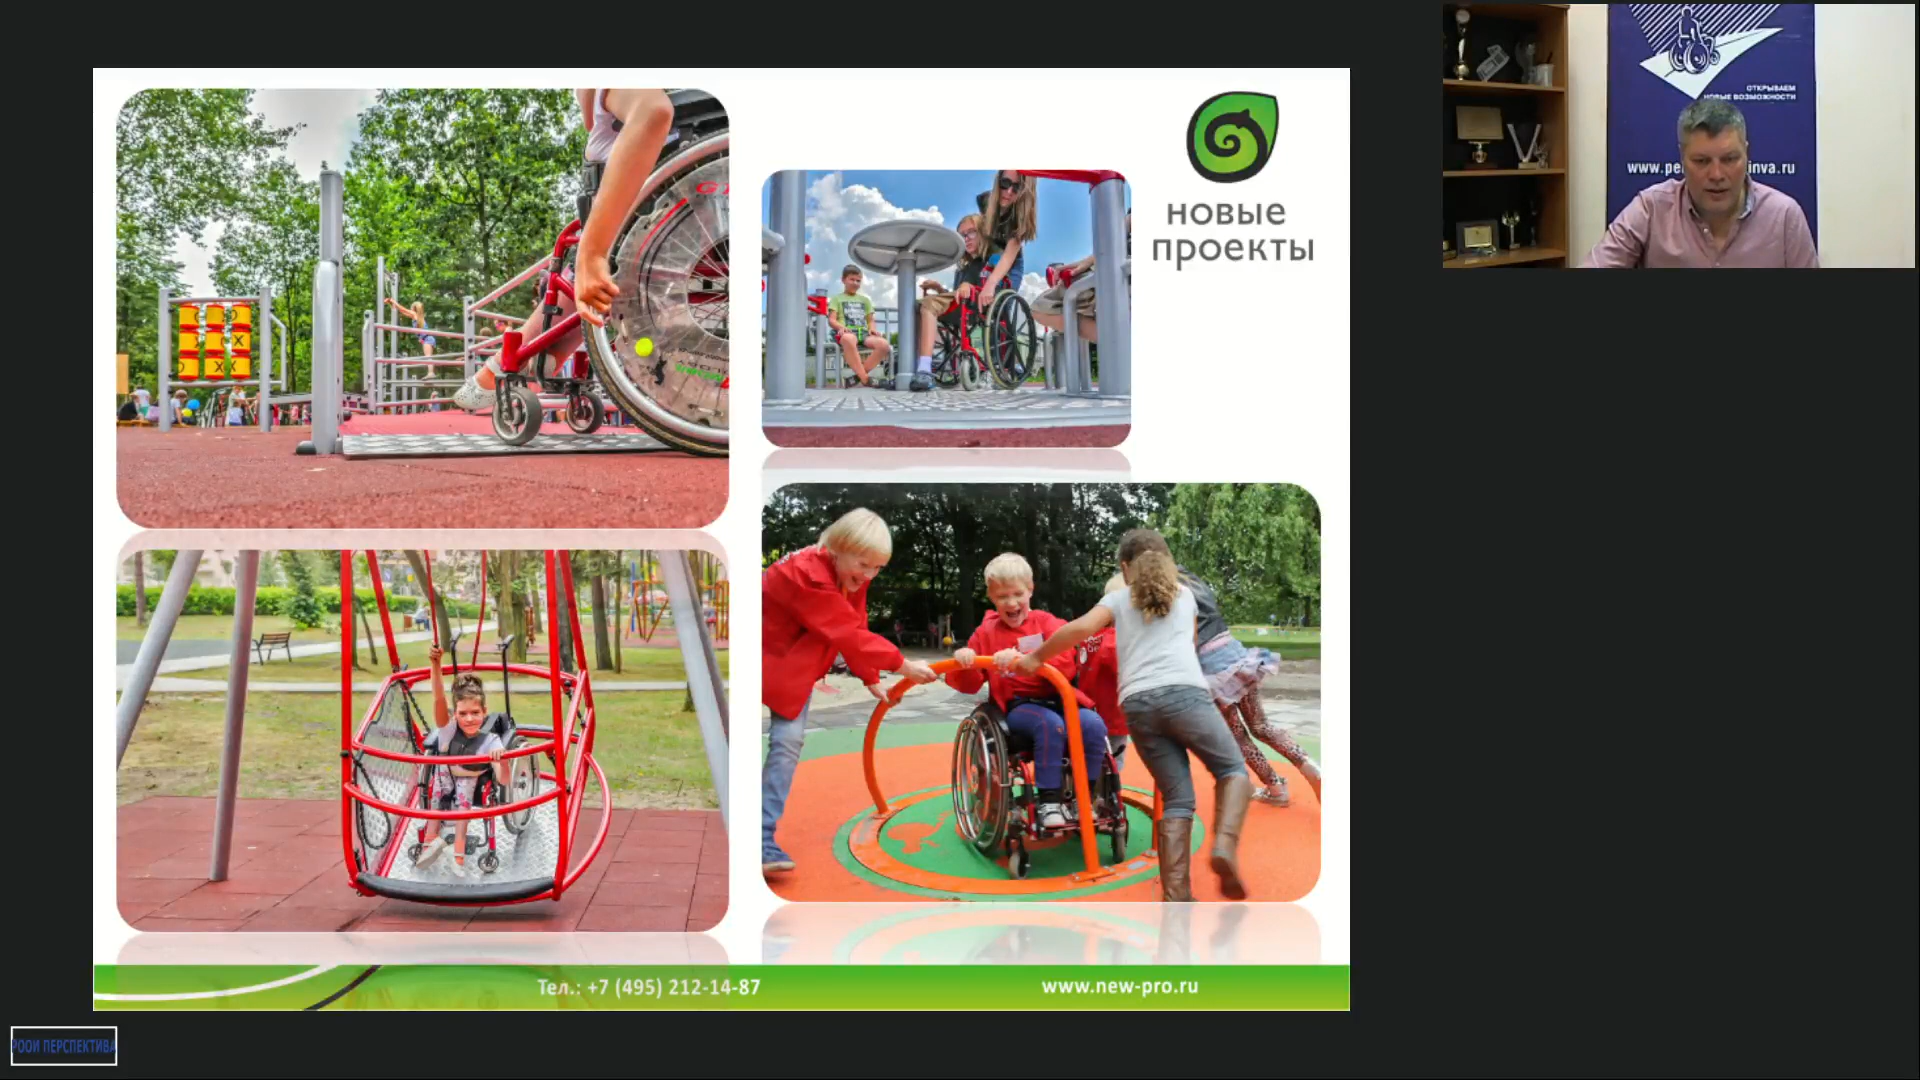 новые
проекты
Тел.: +7 (495) 212-14-87
www.new-pro.ru
ОТКРЫВАЕМ
НОВЫЕ ВОЗМОЖНОСТИ
РООИ ПЕРСПЕКТИВА